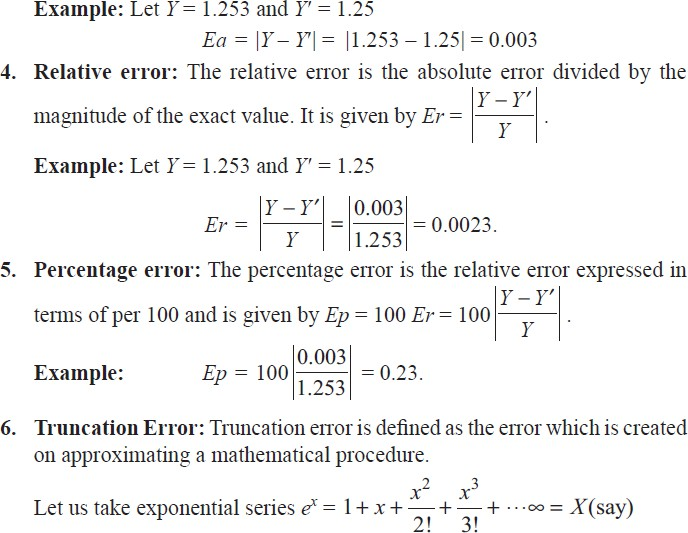 Example: Let Y = 1.253 and Y′ = 1.25
Ea = |Y – Y′| = |1.253 – 1.25| = 0.003
4. Relative error: The relative error is the absolute error divided by the
magnitude of the exact value. It is given by Er = |(Y – Y′)/Y|.
Example: Let Y = 1.253 and Y′ = 1.25
Er = |(Y – Y′)/Y| = |0.003/1.253| = 0.0023.
5. Percentage error: The percentage error is the relative error expressed in
terms of per 100 and is given by Ep = 100 Er = 100 |(Y – Y′)/Y|.
Example: Ep = 100 |0.003/1.253| = 0.23.
6. Truncation Error: Truncation error is defined as the error which is created
on approximating a mathematical procedure.
Let us take exponential series eˣ = 1 + x + x²/2! + x³/3! + ⋯∞ = X(say)